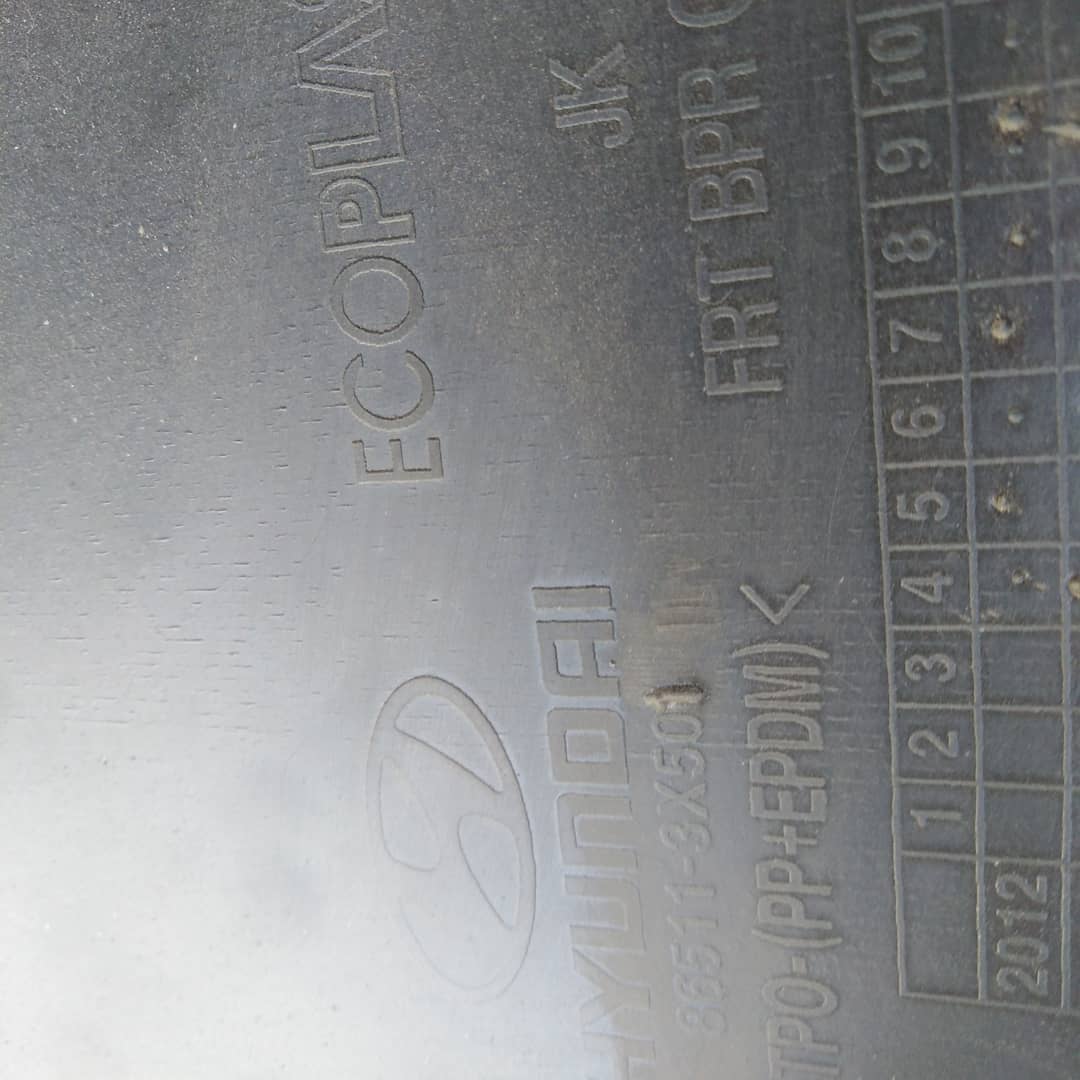 ECOPLA
JK
FRT BPR C
HYUNDAI
86511-3X50
TPO-(PP+EPDM)<
1 2 3 4 5 6 7 8 9 10
2012